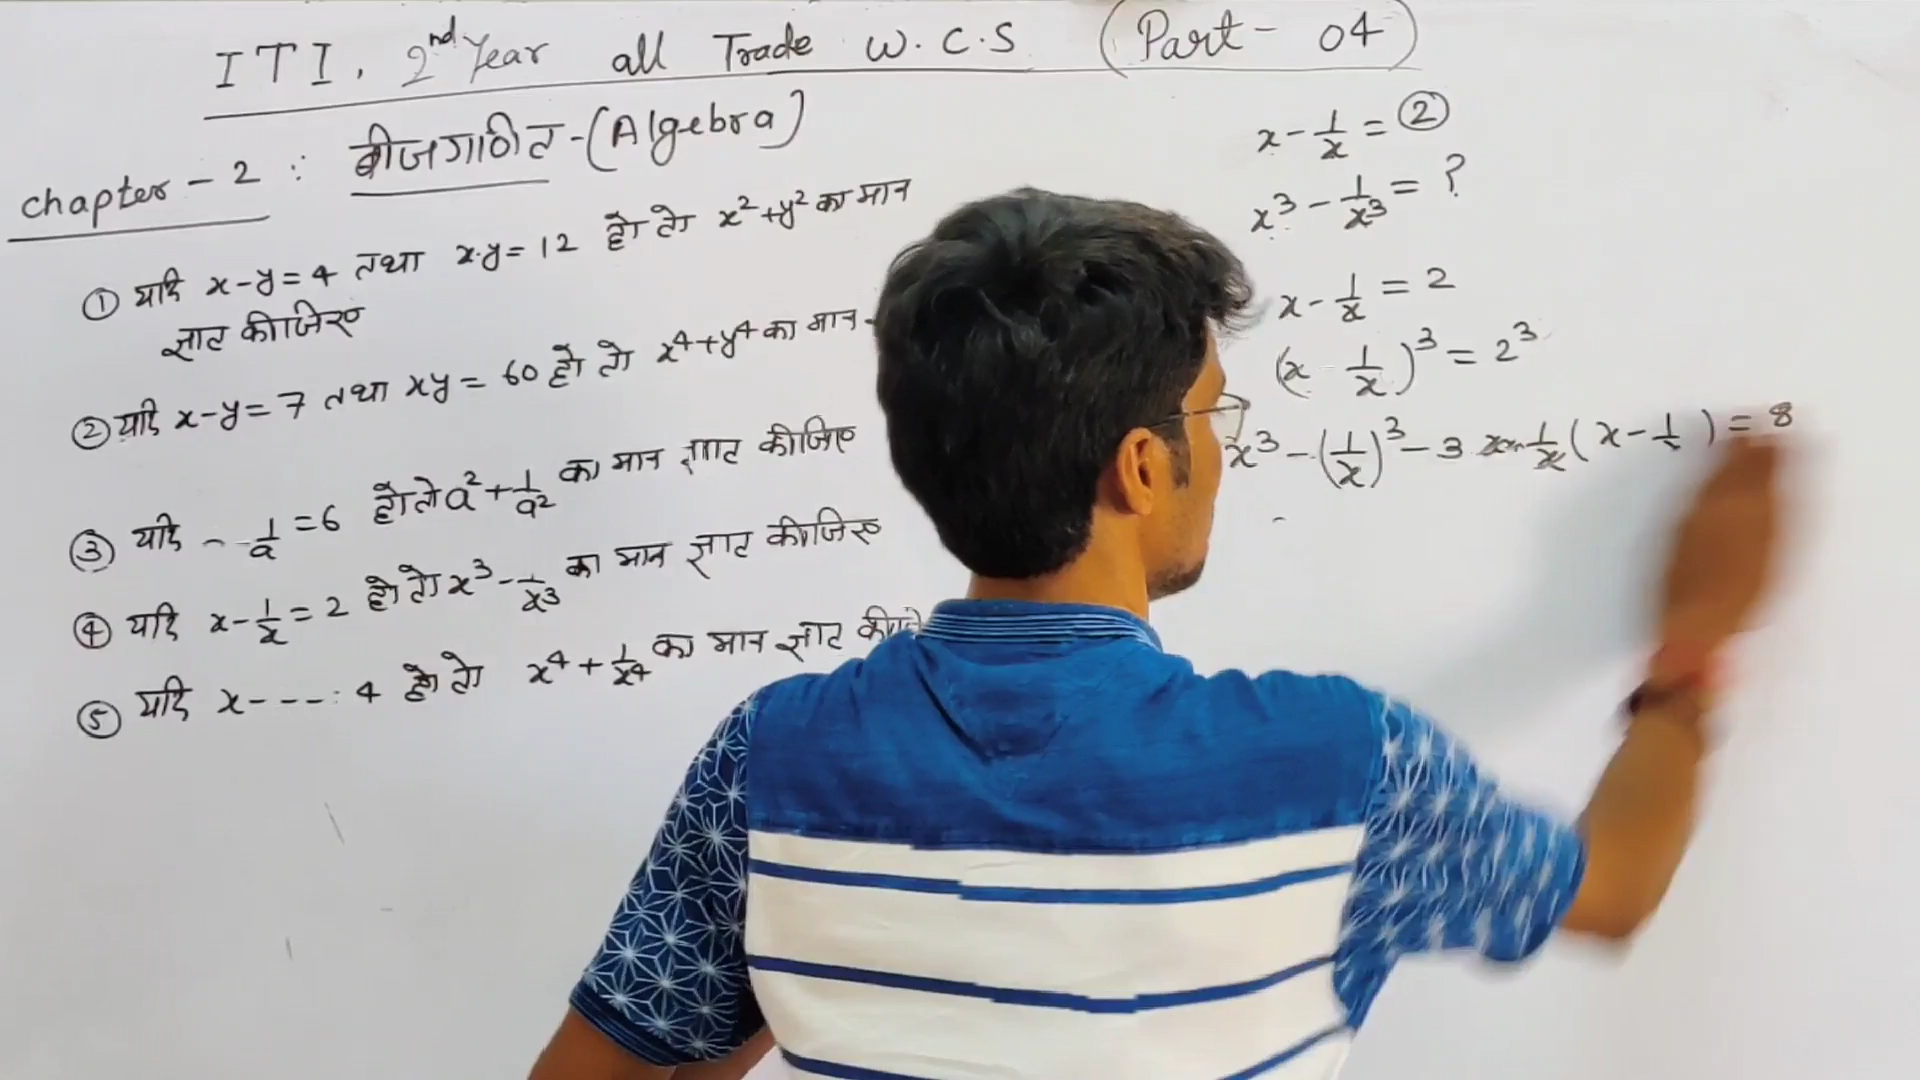 ITI, 2nd Year all Trade W.C.S (Part- 04)
chapter - 2 : बीजगणित - (Algebra)
① यदि x-y=4 तथा x.y=12 हो तो x²+y² का मान
ज्ञात कीजिए
② यदि x-y=7 तथा xy = 60 हो तो x⁴+y⁴ का मान
③ यदि 1/a =6 हो तो a²+1/a² का मान ज्ञात कीजिए
④ यदि x-1/x = 2 हो तो x³-1/x³ का मान ज्ञात कीजिए
⑤ यदि x---: 4 हो तो x⁴+1/x⁴ का मान ज्ञात
x-1/x = ②
x³-1/x³ = ?
x-1/x = 2
(x 1/x)³ = 2³
x³-(1/x)³-3 1/x (x-1/ ) = 8